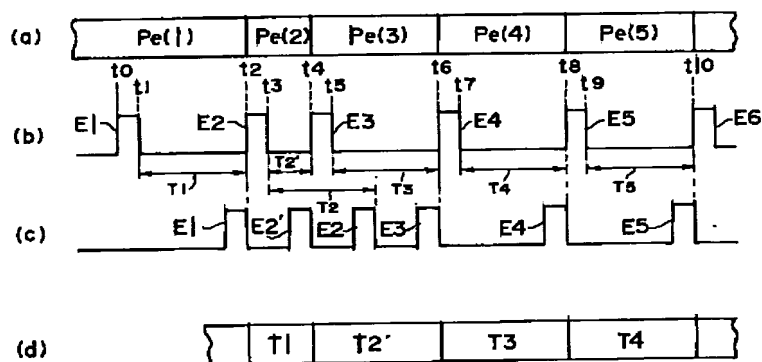 (a) Pe(1) Pe(2) Pe(3) Pe(4) Pe(5)
t0 t1 t2 t3 t4 t5 t6 t7 t8 t9 t10
(b) E1 E2 E3 E4 E5 E6
T1 T2' T2 T3 T4 T5
(c) E1 E2' E2 E3 E4 E5
(d) T1 T2' T3 T4